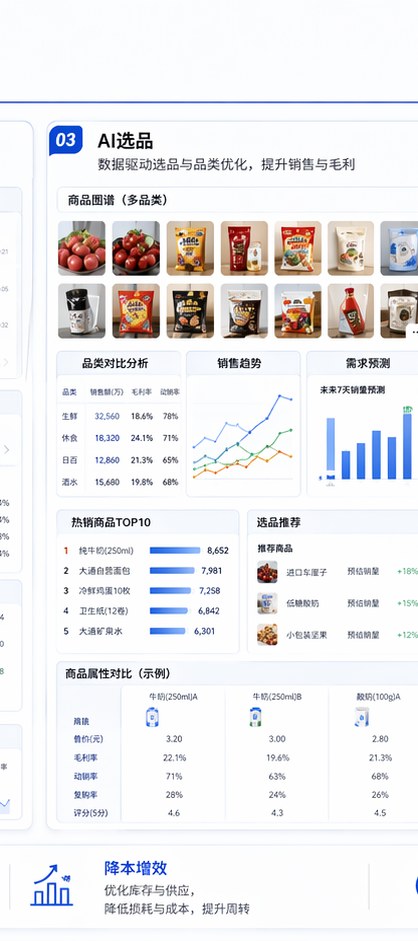 03
AI选品
数据驱动选品与品类优化，提升销售与毛利
商品图谱（多品类）
品类对比分析
品类 销售额(万) 毛利率 动销率
生鲜 32,560 18.6% 78%
休食 18,320 24.1% 71%
日百 12,860 21.3% 65%
酒水 15,680 19.8% 68%
销售趋势
需求预测
未来7天销量预测
热销商品TOP10
1 纯牛奶(250ml) 8,652
2 大通自营面包 7,981
3 冷鲜鸡蛋10枚 7,258
4 卫生纸(12卷) 6,842
5 大通矿泉水 6,301
选品推荐
推荐商品
进口车厘子 预估销量 +18%
低糖酸奶 预估销量 +15%
小包装坚果 预估销量 +12%
商品属性对比（示例）
牛奶(250ml)A 牛奶(250ml)B 酸奶(100g)A
售价(元) 3.20 3.00 2.80
毛利率 22.1% 19.6% 21.3%
动销率 71% 63% 68%
复购率 28% 24% 26%
评分(5分) 4.6 4.3 4.5
降本增效
优化库存与供应，
降低损耗与成本，提升周转